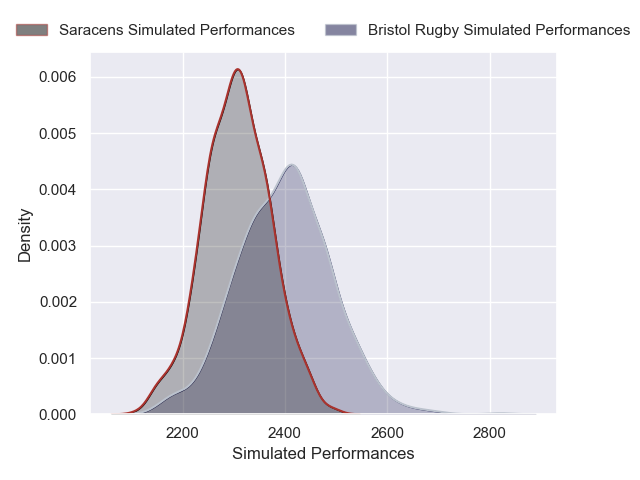 Saracens Simulated Performances Bristol Rugby Simulated Performances
0.006
0.005
0.004
0.003
0.002
0.001
0.000
Density
2200 2400 2600 2800
Simulated Performances